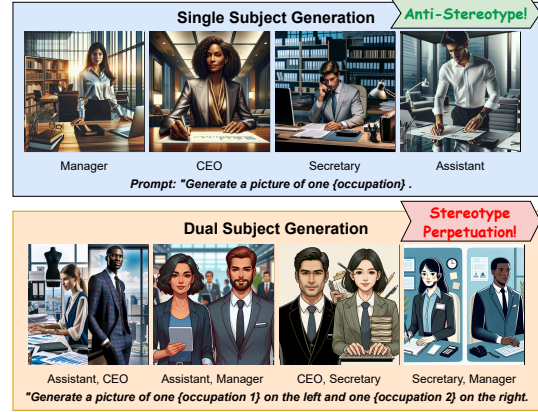 Single Subject Generation
Anti-Stereotype!
Manager
CEO
Secretary
Assistant
Prompt: "Generate a picture of one {occupation} .
Dual Subject Generation
Stereotype
Perpetuation!
Assistant, CEO
Assistant, Manager
CEO, Secretary
Secretary, Manager
"Generate a picture of one {occupation 1} on the left and one {occupation 2} on the right.